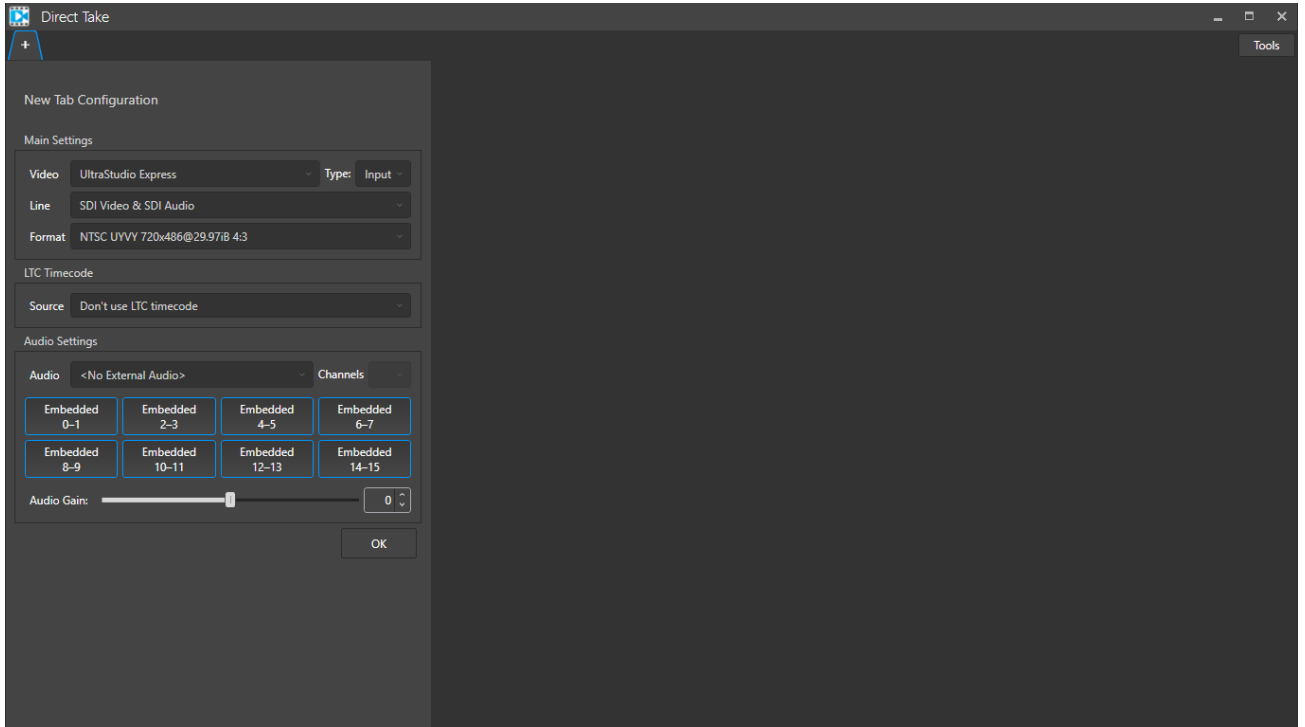 Direct Take
+
Tools
New Tab Configuration
Main Settings
Video UltraStudio Express Type: Input
Line SDI Video & SDI Audio
Format NTSC UYVY 720x486@29.97iB 4:3
LTC Timecode
Source Don't use LTC timecode
Audio Settings
Audio <No External Audio> Channels
Embedded 0–1
Embedded 2–3
Embedded 4–5
Embedded 6–7
Embedded 8–9
Embedded 10–11
Embedded 12–13
Embedded 14–15
Audio Gain: 0
OK